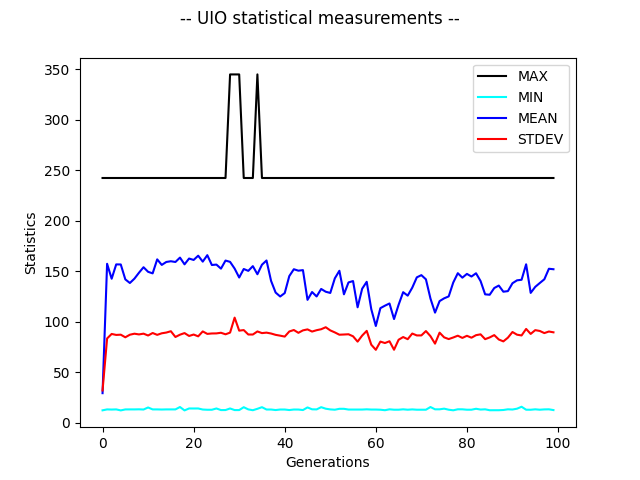 -- UIO statistical measurements --
350
300
250
200
150
100
50
0
Statistics
MAX
MIN
MEAN
STDEV
0 20 40 60 80 100
Generations